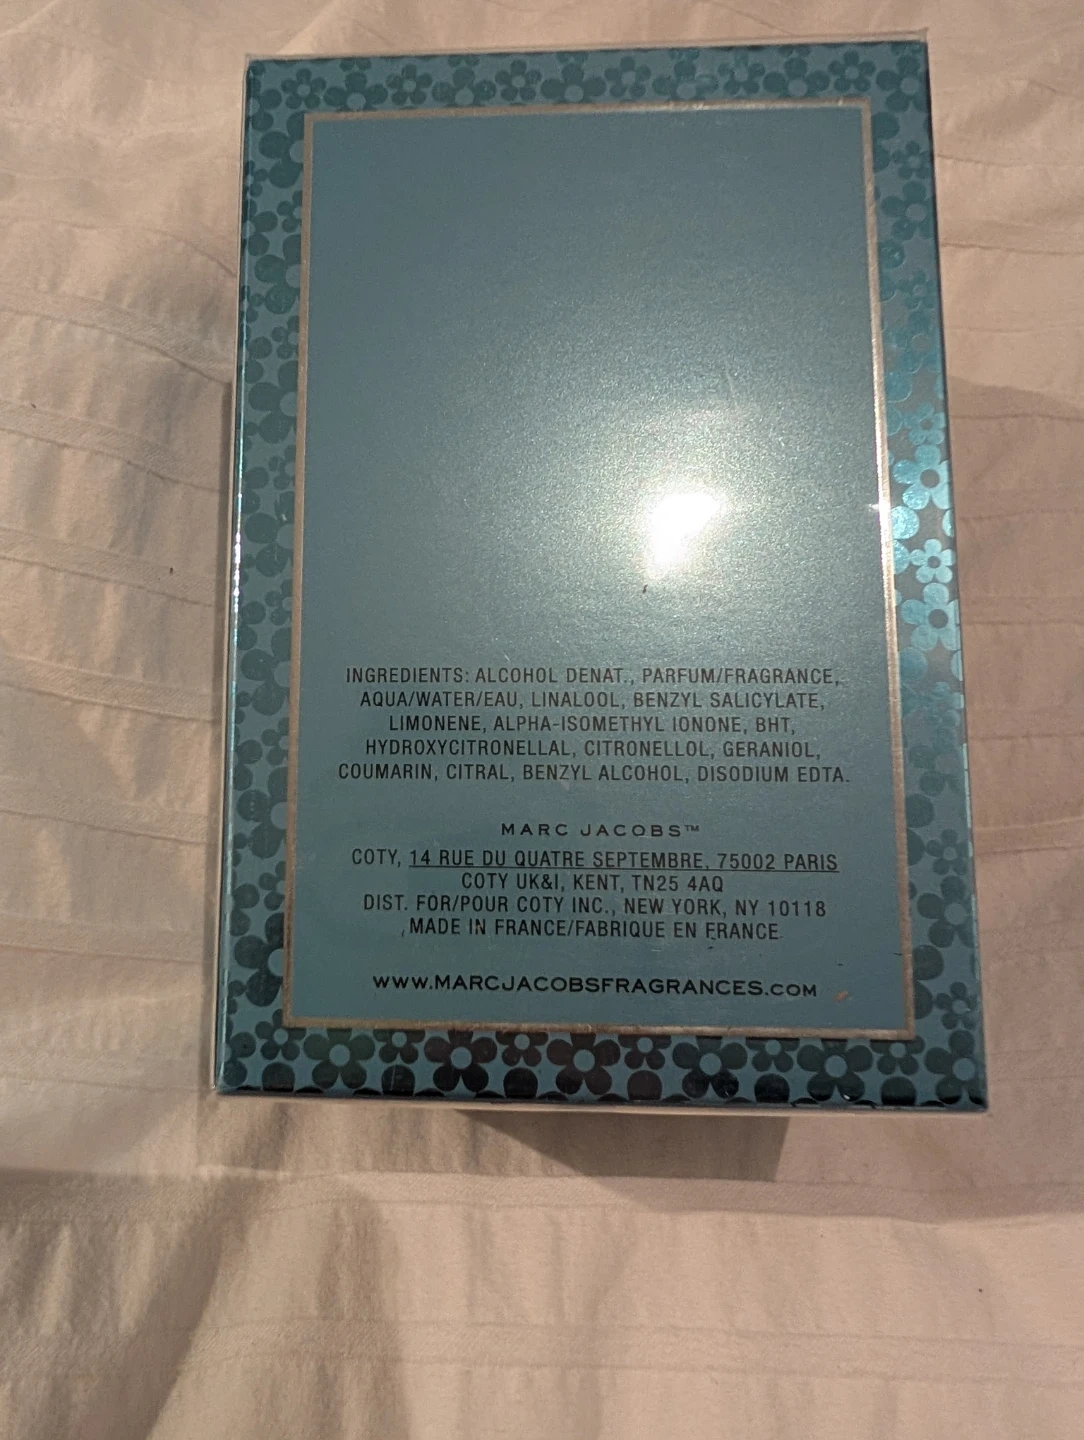 INGREDIENTS: ALCOHOL DENAT., PARFUM/FRAGRANCE,
AQUA/WATER/EAU, LINALOOL, BENZYL SALICYLATE,
LIMONENE, ALPHA-ISOMETHYL IONONE, BHT,
HYDROXYCITRONELLAL, CITRONELLOL, GERANIOL,
COUMARIN, CITRAL, BENZYL ALCOHOL, DISODIUM EDTA.
MARC JACOBS™
COTY, 14 RUE DU QUATRE SEPTEMBRE, 75002 PARIS
COTY UK&I, KENT, TN25 4AQ
DIST. FOR/POUR COTY INC., NEW YORK, NY 10118
MADE IN FRANCE/FABRIQUE EN FRANCE
WWW.MARCJACOBSFRAGRANCES.COM